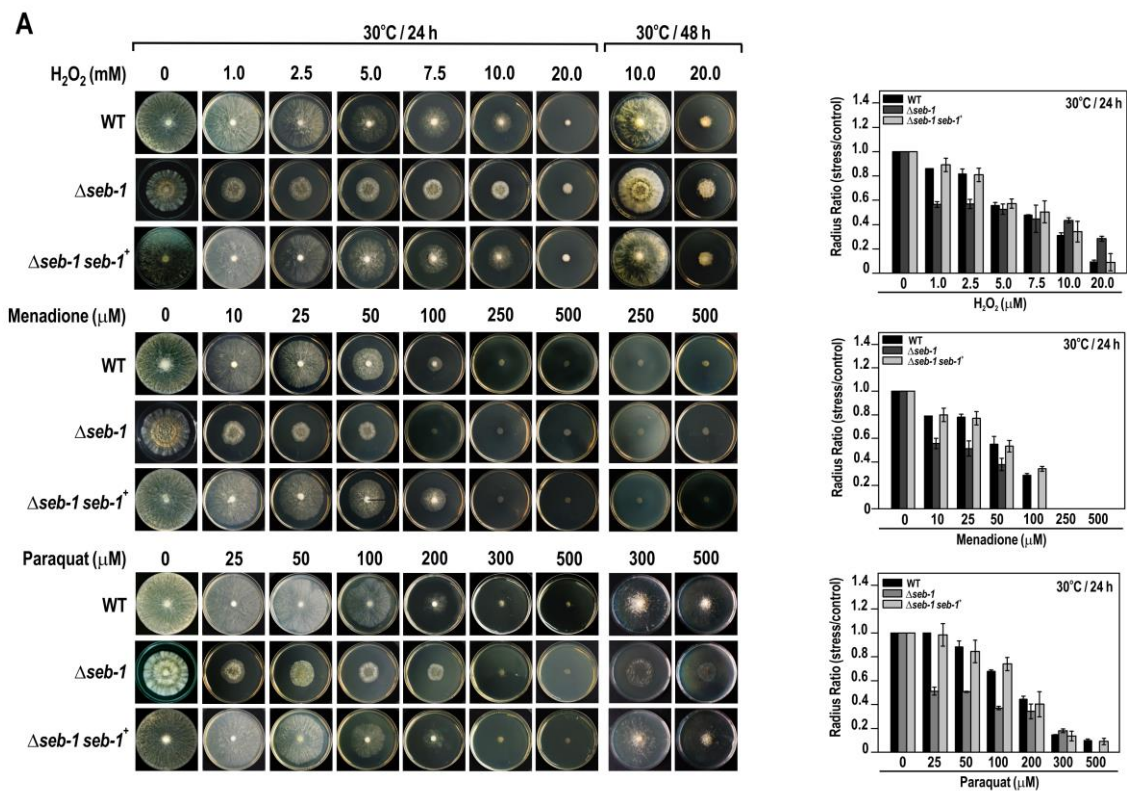 A
30°C / 24 h
30°C / 48 h
H₂O₂ (mM) 0 1.0 2.5 5.0 7.5 10.0 20.0 10.0 20.0
WT
Δseb-1
Δseb-1 seb-1⁺
Menadione (μM) 0 10 25 50 100 250 500 250 500
WT
Δseb-1
Δseb-1 seb-1⁺
Paraquat (μM) 0 25 50 100 200 300 500 300 500
WT
Δseb-1
Δseb-1 seb-1⁺
WT
Δseb-1
Δseb-1 seb-1⁺
30°C / 24 h
Radius Ratio (stress/control)
1.4
1.2
1.0
0.8
0.6
0.4
0.2
0
0 1.0 2.5 5.0 7.5 10.0 20.0
H₂O₂ (μM)
WT
Δseb-1
Δseb-1 seb-1⁺
30°C / 24 h
Radius Ratio (stress/control)
1.4
1.2
1.0
0.8
0.6
0.4
0.2
0
0 10 25 50 100 250 500
Menadione (μM)
WT
Δseb-1
Δseb-1 seb-1⁺
30°C / 24 h
Radius Ratio (stress/control)
1.4
1.2
1.0
0.8
0.6
0.4
0.2
0
0 25 50 100 200 300 500
Paraquat (μM)